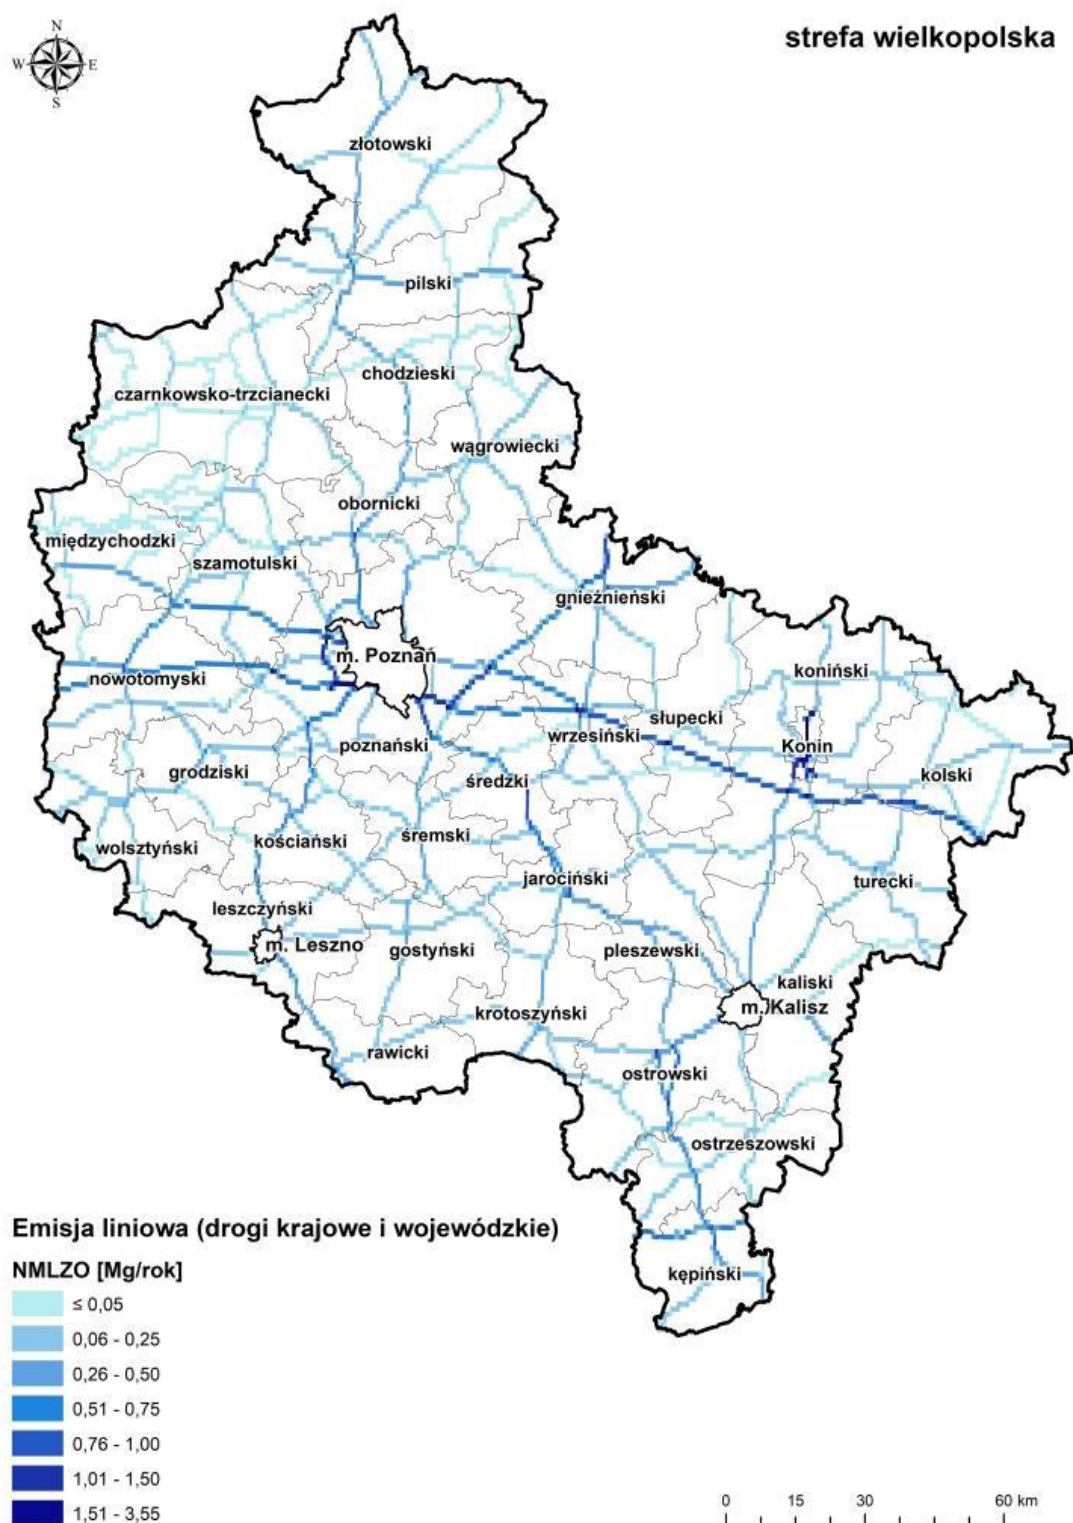 N
W E
S
strefa wielkopolska
złotowski
pilski
chodzieski
czarnkowsko-trzcianecki
wągrowiecki
obornicki
międzychodzki
szamotulski
gnieźnieński
m. Poznań
koniński
nowotomyski
słupecki
wrzesiński
poznański
Konin
grodziski
średzki
kolski
śremski
kościański
wolsztyński
jarociński
turecki
leszczyński
m. Leszno
gostyński
pleszewski
kaliski
m. Kalisz
krotoszyński
rawicki
ostrowski
ostrzeszowski
kępiński
Emisja liniowa (drogi krajowe i wojewódzkie)
NMLZO [Mg/rok]
≤ 0,05
0,06 - 0,25
0,26 - 0,50
0,51 - 0,75
0,76 - 1,00
1,01 - 1,50
1,51 - 3,55
0 15 30 60 km